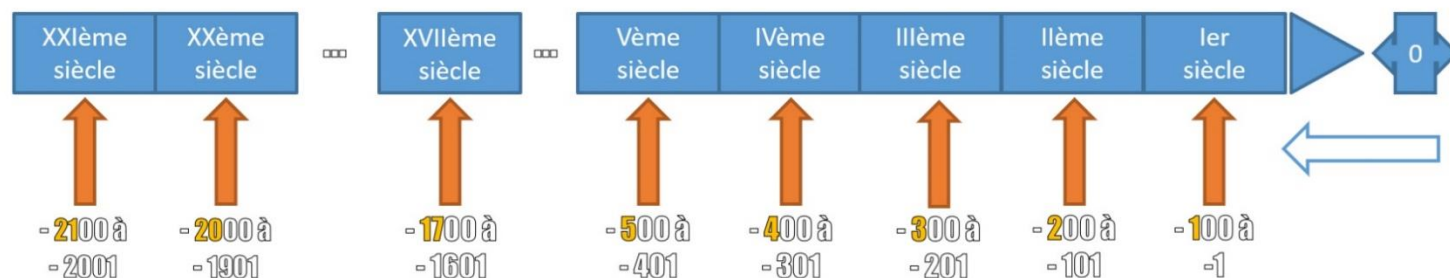 XXIème siècle
XXème siècle
XVIIème siècle
Vème siècle
IVème siècle
IIIème siècle
IIème siècle
Ier siècle
0
- 2100 à - 2001
- 2000 à - 1901
- 1700 à - 1601
- 500 à - 401
- 400 à - 301
- 300 à - 201
- 200 à - 101
- 100 à - 1